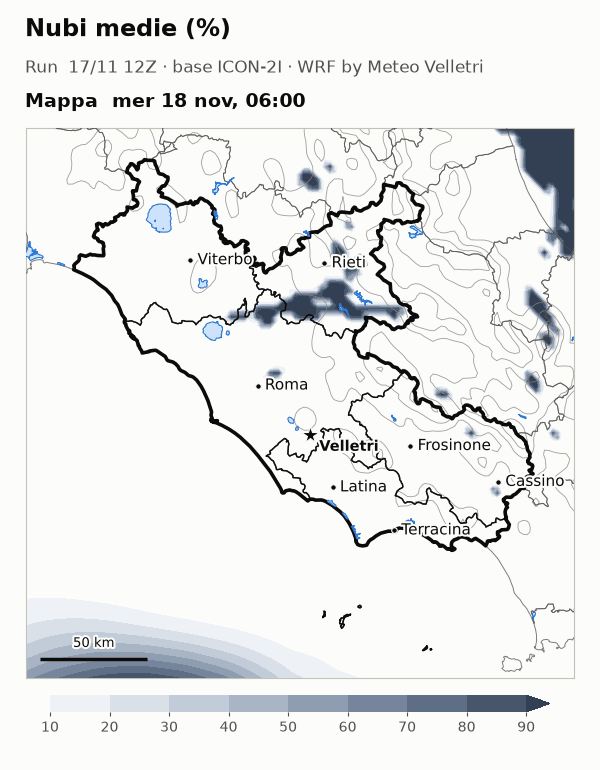 Nubi medie (%)
Run  17/11 12Z · base ICON-2I · WRF by Meteo Velletri
Mappa  mer 18 nov, 06:00
Viterbo
Rieti
Roma
Velletri
Frosinone
Cassino
Latina
Terracina
50 km
10 20 30 40 50 60 70 80 90